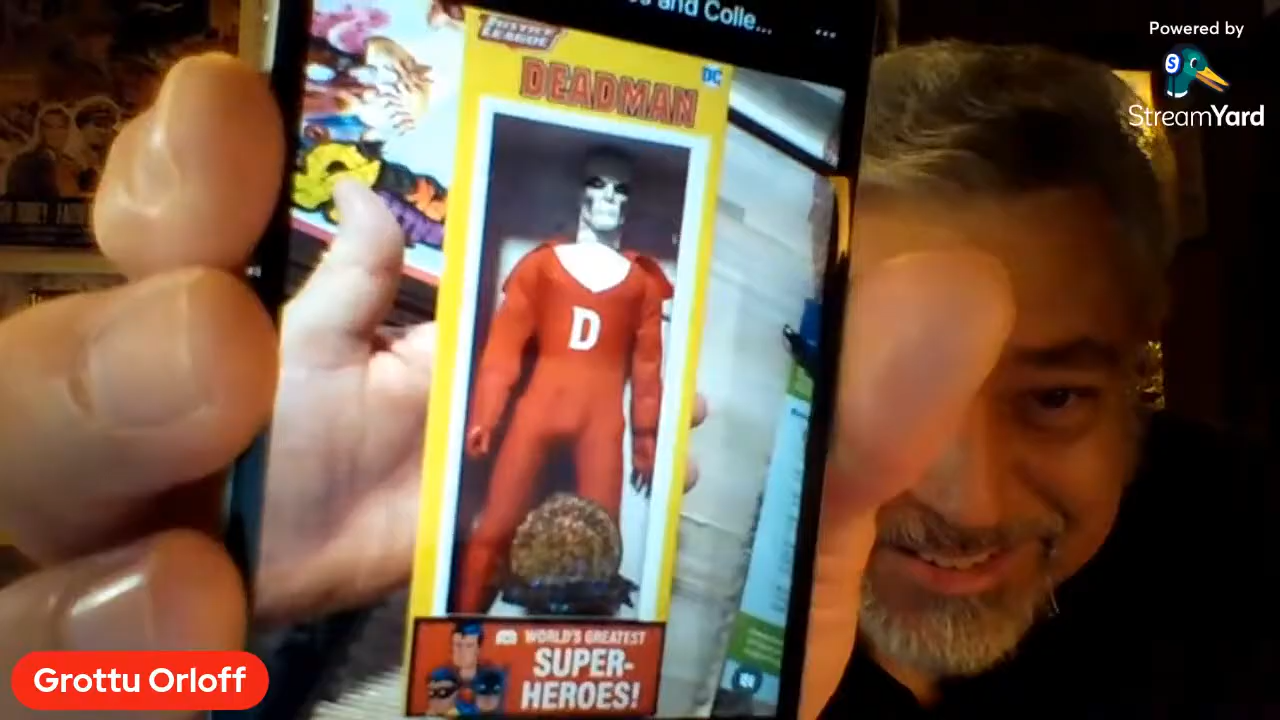 and Colle...
Powered by
StreamYard
JUSTICE
LEAGUE
DC
DEADMAN
D
WORLD'S GREATEST
SUPER-
HEROES!
Grottu Orloff